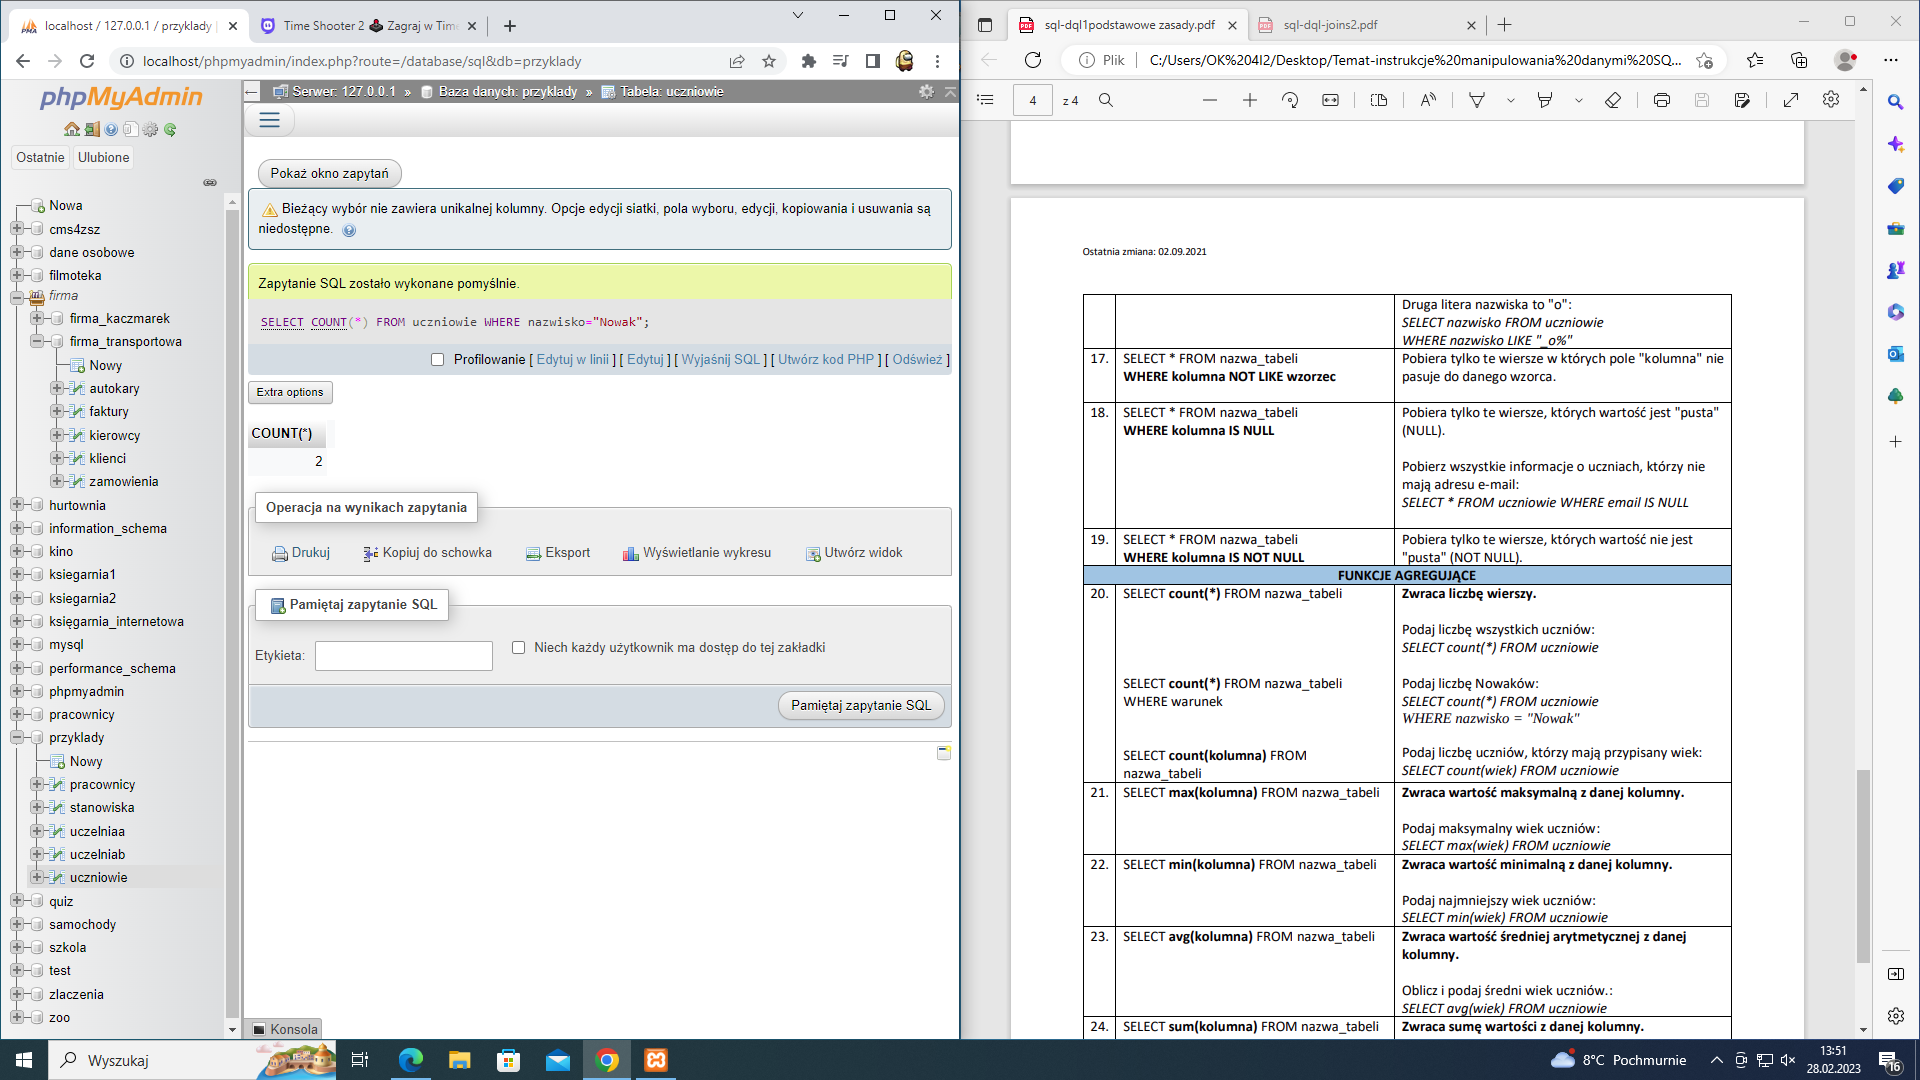 localhost / 127.0.0.1 / przyklady |
Time Shooter 2 Zagraj w Time
localhost/phpmyadmin/index.php?route=/database/sql&db=przyklady
phpMyAdmin
Ostatnie
Ulubione
Nowa
cms4zsz
dane osobowe
filmoteka
firma
firma_kaczmarek
firma_transportowa
Nowy
autokary
faktury
kierowcy
klienci
zamowienia
hurtownia
information_schema
kino
ksiegarnia1
ksiegarnia2
księgarnia_internetowa
mysql
performance_schema
phpmyadmin
pracownicy
przyklady
Nowy
pracownicy
stanowiska
uczelniaa
uczelniab
uczniowie
quiz
samochody
szkola
test
zlaczenia
zoo
Serwer: 127.0.0.1 » Baza danych: przyklady » Tabela: uczniowie
Pokaż okno zapytań
Bieżący wybór nie zawiera unikalnej kolumny. Opcje edycji siatki, pola wyboru, edycji, kopiowania i usuwania są
niedostępne.
Zapytanie SQL zostało wykonane pomyślnie.
SELECT COUNT(*) FROM uczniowie WHERE nazwisko="Nowak";
Profilowanie [ Edytuj w linii ] [ Edytuj ] [ Wyjaśnij SQL ] [ Utwórz kod PHP ] [ Odśwież ]
Extra options
COUNT(*)
2
Operacja na wynikach zapytania
Drukuj
Kopiuj do schowka
Eksport
Wyświetlanie wykresu
Utwórz widok
Pamiętaj zapytanie SQL
Etykieta:
Niech każdy użytkownik ma dostęp do tej zakładki
Pamiętaj zapytanie SQL
Konsola
sql-dql1podstawowe zasady.pdf
sql-dql-joins2.pdf
Plik
C:/Users/OK%204I2/Desktop/Temat-instrukcje%20manipulowania%20danymi%20SQ...
4
z 4
Ostatnia zmiana: 02.09.2021
Druga litera nazwiska to "o":
SELECT nazwisko FROM uczniowie
WHERE nazwisko LIKE "_o%"
17.
SELECT * FROM nazwa_tabeli
WHERE kolumna NOT LIKE wzorzec
Pobiera tylko te wiersze w których pole "kolumna" nie
pasuje do danego wzorca.
18.
SELECT * FROM nazwa_tabeli
WHERE kolumna IS NULL
Pobiera tylko te wiersze, których wartość jest "pusta"
(NULL).
Pobierz wszystkie informacje o uczniach, którzy nie
mają adresu e-mail:
SELECT * FROM uczniowie WHERE email IS NULL
19.
SELECT * FROM nazwa_tabeli
WHERE kolumna IS NOT NULL
Pobiera tylko te wiersze, których wartość nie jest
"pusta" (NOT NULL).
FUNKCJE AGREGUJĄCE
20.
SELECT count(*) FROM nazwa_tabeli
Zwraca liczbę wierszy.
Podaj liczbę wszystkich uczniów:
SELECT count(*) FROM uczniowie
SELECT count(*) FROM nazwa_tabeli
WHERE warunek
Podaj liczbę Nowaków:
SELECT count(*) FROM uczniowie
WHERE nazwisko = "Nowak"
SELECT count(kolumna) FROM
nazwa_tabeli
Podaj liczbę uczniów, którzy mają przypisany wiek:
SELECT count(wiek) FROM uczniowie
21.
SELECT max(kolumna) FROM nazwa_tabeli
Zwraca wartość maksymalną z danej kolumny.
Podaj maksymalny wiek uczniów:
SELECT max(wiek) FROM uczniowie
22.
SELECT min(kolumna) FROM nazwa_tabeli
Zwraca wartość minimalną z danej kolumny.
Podaj najmniejszy wiek uczniów:
SELECT min(wiek) FROM uczniowie
23.
SELECT avg(kolumna) FROM nazwa_tabeli
Zwraca wartość średniej arytmetycznej z danej
kolumny.
Oblicz i podaj średni wiek uczniów.:
SELECT avg(wiek) FROM uczniowie
24.
SELECT sum(kolumna) FROM nazwa_tabeli
Zwraca sumę wartości z danej kolumny.
Wyszukaj
8°C Pochmurnie
13:51
28.02.2023
16